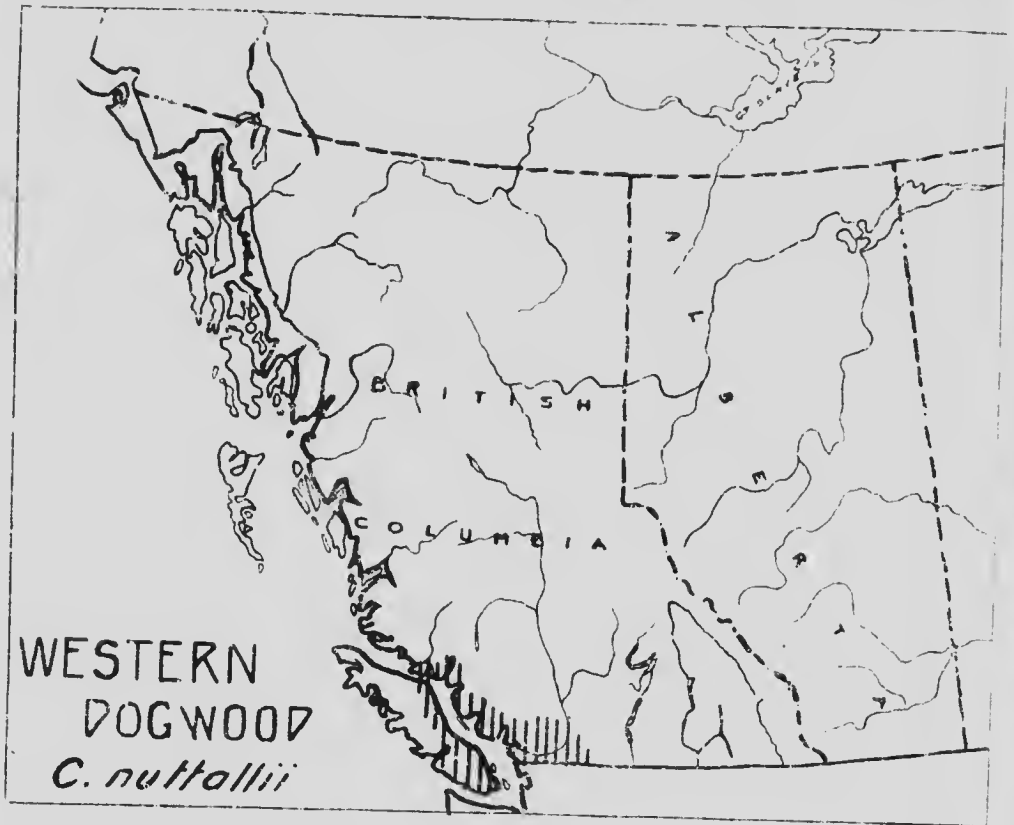 BRITISH
COLUMBIA
ALBERTA
WESTERN
DOGWOOD
C. nuttallii